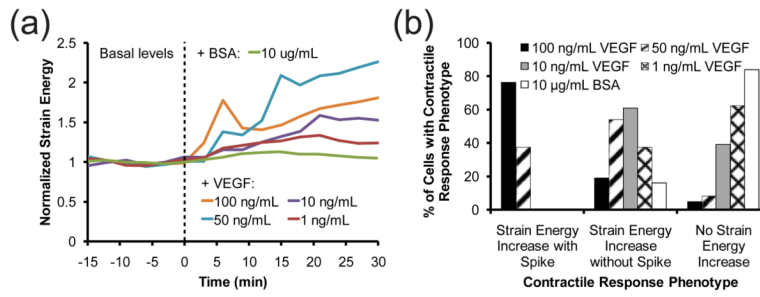 (a)
Normalized Strain Energy
2.5
2
1.5
1
0.5
0
Basal levels
+ BSA: 10 ug/mL
+ VEGF:
100 ng/mL 10 ng/mL
50 ng/mL 1 ng/mL
-15 -10 -5 0 5 10 15 20 25 30
Time (min)
(b)
% of Cells with Contractile
Response Phenotype
100
80
60
40
20
0
100 ng/mL VEGF 50 ng/mL VEGF
10 ng/mL VEGF 1 ng/mL VEGF
10 µg/mL BSA
Strain Energy
Increase with
Spike
Strain Energy
Increase
without Spike
No Strain
Energy
Increase
Contractile Response Phenotype